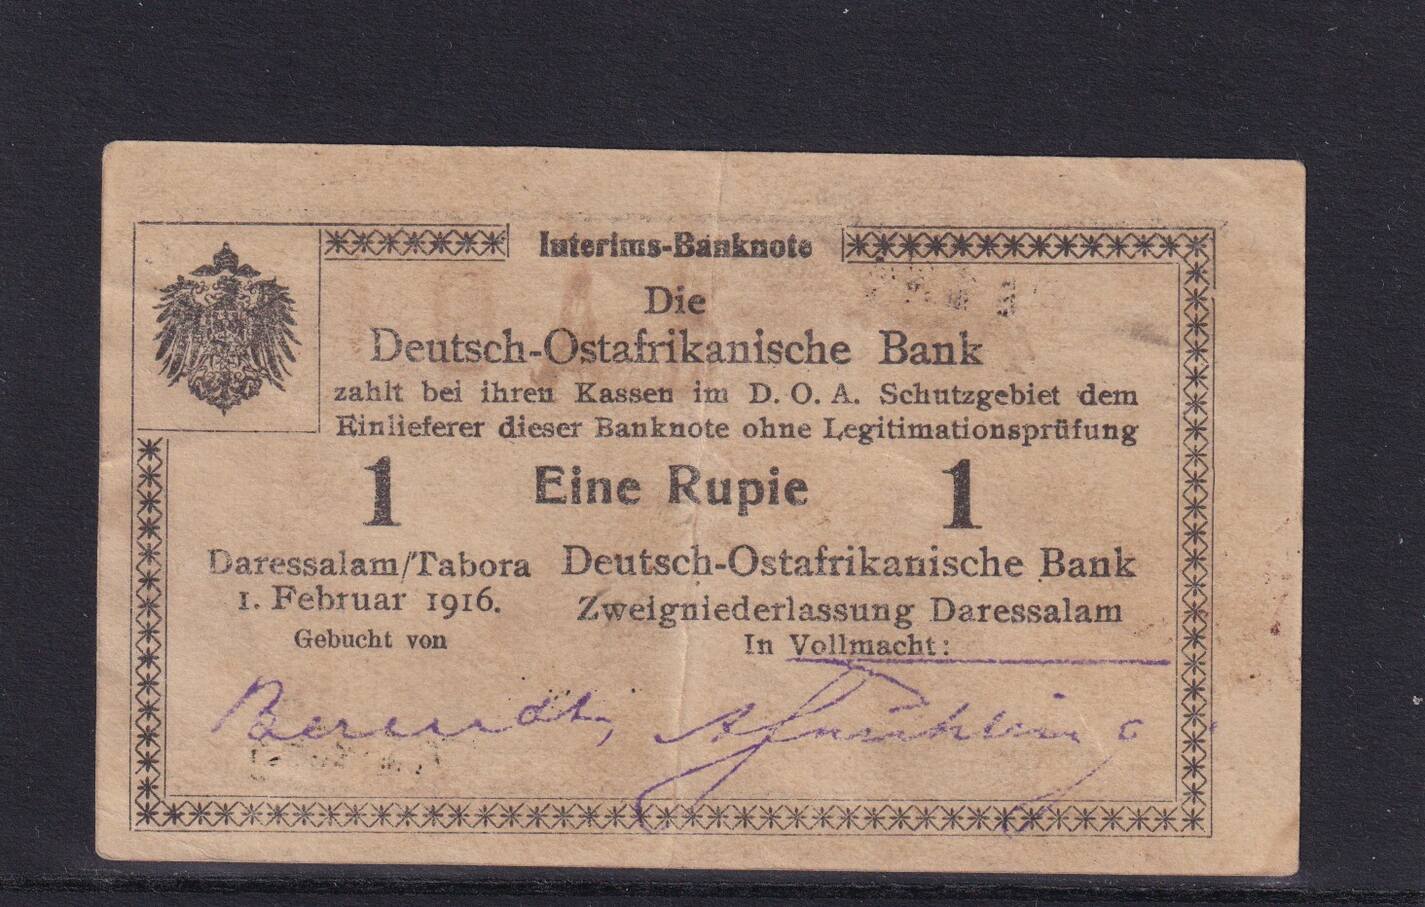 Interims-Banknote
Die
Deutsch-Ostafrikanische Bank
zahlt bei ihren Kassen im D. O. A. Schutzgebiet dem
Einlieferer dieser Banknote ohne Legitimationsprüfung
1 Eine Rupie 1
Daressalam/Tabora
1. Februar 1916.
Gebucht von
Deutsch-Ostafrikanische Bank
Zweigniederlassung Daressalam
In Vollmacht:
Berendt